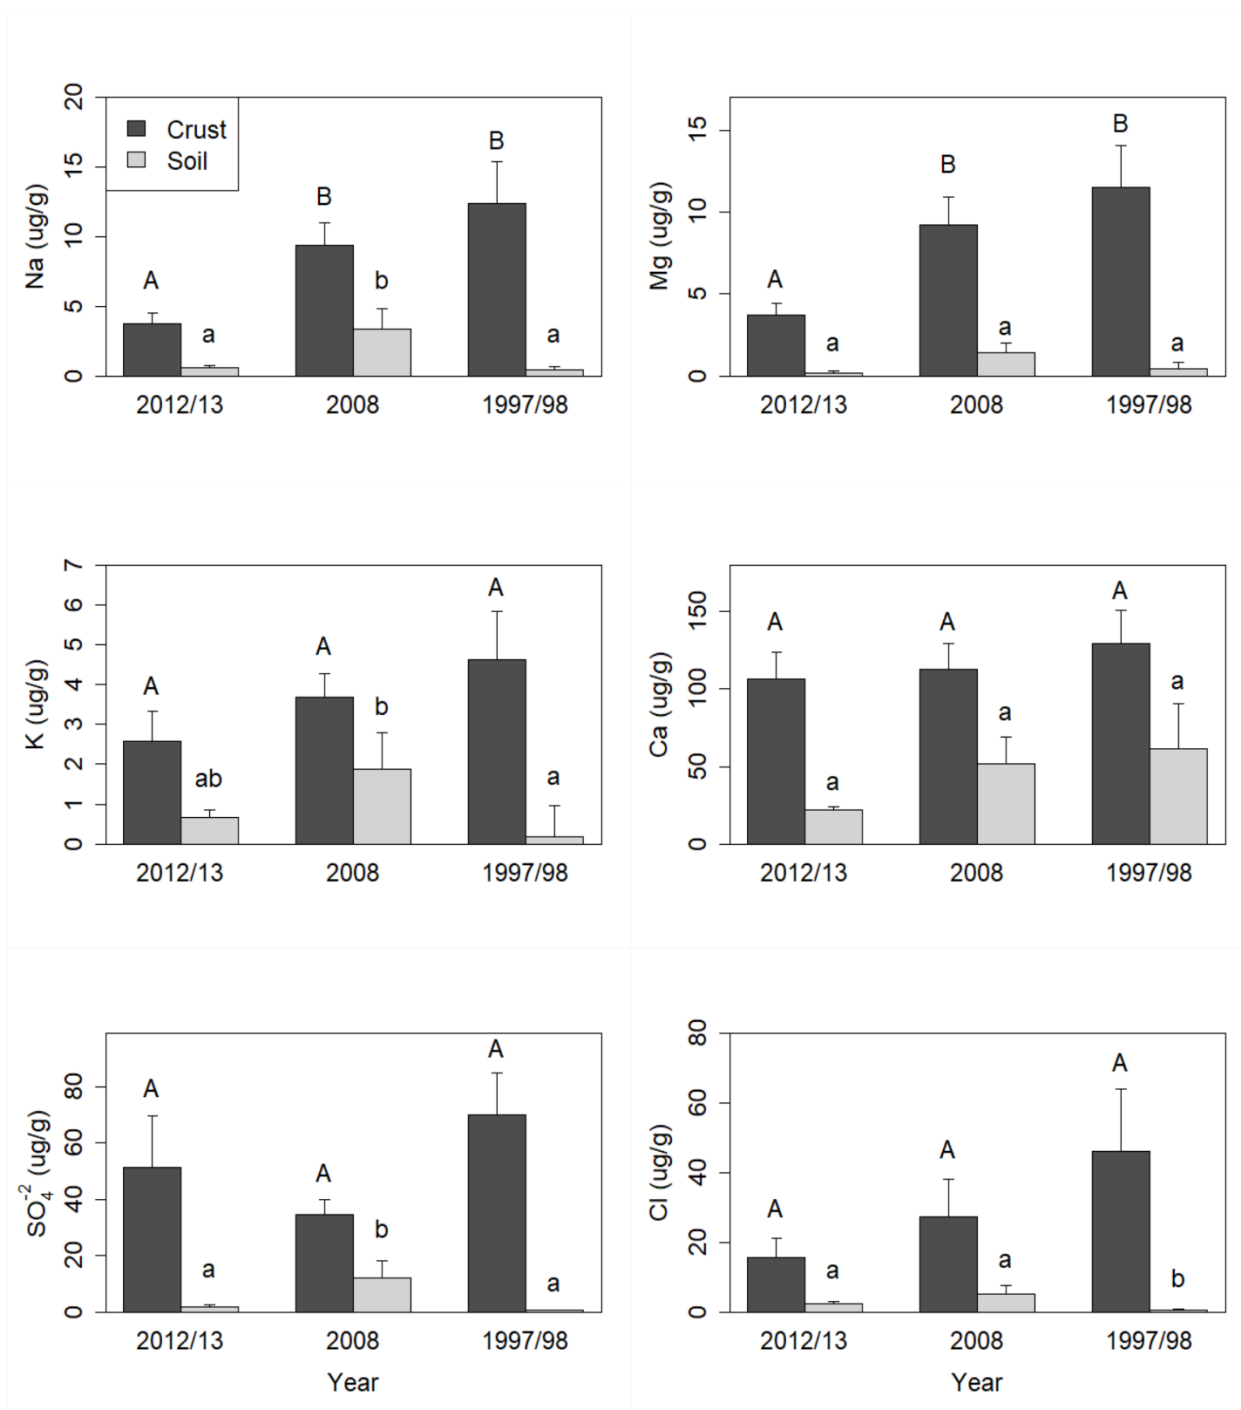 Na (ug/g)
20
15
10
5
0
Crust
Soil
A
a
B
b
B
a
2012/13
2008
1997/98
Mg (ug/g)
15
10
5
0
A
a
B
a
B
a
2012/13
2008
1997/98
K (ug/g)
7
6
5
4
3
2
1
0
A
ab
A
b
A
a
2012/13
2008
1997/98
Ca (ug/g)
150
100
50
0
A
a
A
a
A
a
2012/13
2008
1997/98
SO₄⁻² (ug/g)
80
60
40
20
0
A
a
A
b
A
a
2012/13
2008
1997/98
Year
Cl (ug/g)
80
60
40
20
0
A
a
A
a
A
b
2012/13
2008
1997/98
Year